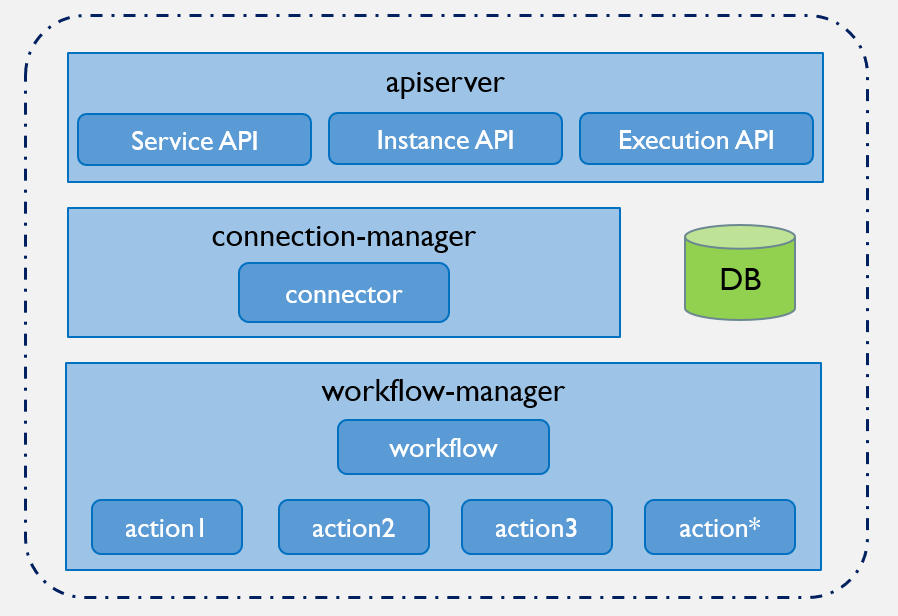 apiserver
Service API
Instance API
Execution API
connection-manager
connector
DB
workflow-manager
workflow
action1
action2
action3
action*